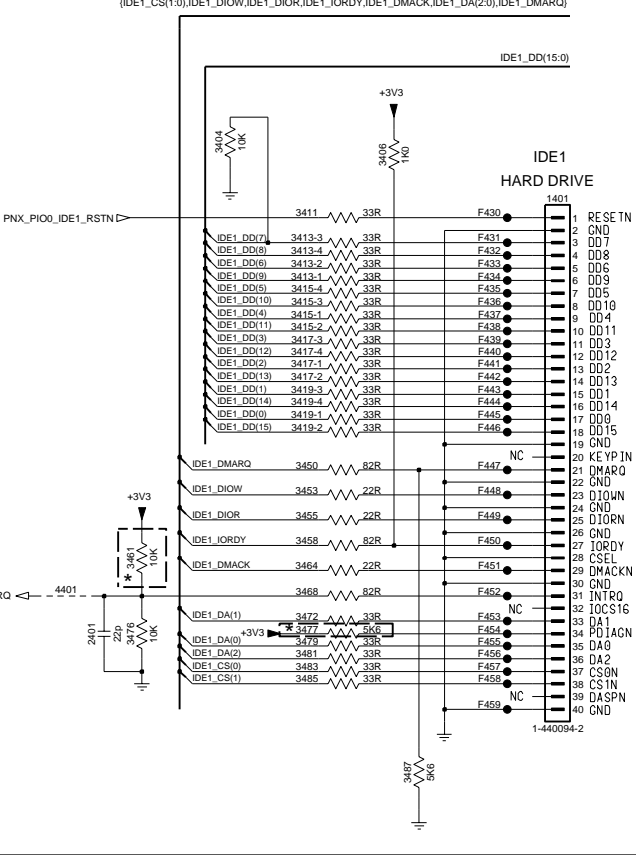 {IDE1_CS(1:0),IDE1_DIOW,IDE1_DIOR,IDE1_IORDY,IDE1_DMACK,IDE1_DA(2:0),IDE1_DMARQ}
IDE1_DD(15:0)
+3V3
3404 10K
3406 1K0
IDE1
HARD DRIVE
1401
PNX_PIO0_IDE1_RSTN 3411 33R F430 1 RESETN
2 GND
IDE1_DD(7) 3413-3 33R F431 3 DD7
IDE1_DD(8) 3413-4 33R F432 4 DD8
IDE1_DD(6) 3413-2 33R F433 5 DD6
IDE1_DD(9) 3413-1 33R F434 6 DD9
IDE1_DD(5) 3415-4 33R F435 7 DD5
IDE1_DD(10) 3415-3 33R F436 8 DD10
IDE1_DD(4) 3415-1 33R F437 9 DD4
IDE1_DD(11) 3415-2 33R F438 10 DD11
IDE1_DD(3) 3417-3 33R F439 11 DD3
IDE1_DD(12) 3417-4 33R F440 12 DD12
IDE1_DD(2) 3417-1 33R F441 13 DD2
IDE1_DD(13) 3417-2 33R F442 14 DD13
IDE1_DD(1) 3419-3 33R F443 15 DD1
IDE1_DD(14) 3419-4 33R F444 16 DD14
IDE1_DD(0) 3419-1 33R F445 17 DD0
IDE1_DD(15) 3419-2 33R F446 18 DD15
19 GND
NC 20 KEYPIN
IDE1_DMARQ 3450 82R F447 21 DMARQ
22 GND
IDE1_DIOW 3453 22R F448 23 DIOWN
24 GND
+3V3
IDE1_DIOR 3455 22R F449 25 DIORN
26 GND
IDE1_IORDY 3458 82R F450 27 IORDY
28 CSEL
* 3461 10K
IDE1_DMACK 3464 22R F451 29 DMACKN
30 GND
RQ 4401 3468 82R F452 31 INTRQ
NC 32 IOCS16
IDE1_DA(1) 3472 33R F453 33 DA1
+3V3 * 3477 5K6 F454 34 PDIAGN
IDE1_DA(0) 3479 33R F455 35 DA0
IDE1_DA(2) 3481 33R F456 36 DA2
IDE1_CS(0) 3483 33R F457 37 CS0N
IDE1_CS(1) 3485 33R F458 38 CS1N
2401 22p 3476 10K
NC 39 DASPN
F459 40 GND
1-440094-2
3487 5K6